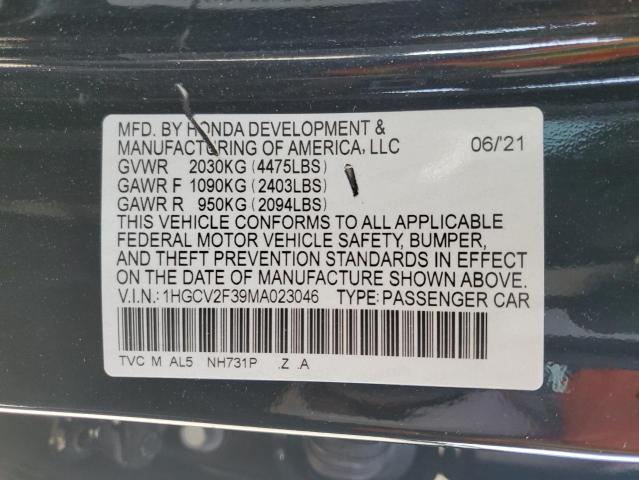 MFD. BY HONDA DEVELOPMENT &
MANUFACTURING OF AMERICA, LLC 06/'21
GVWR 2030KG (4475LBS)
GAWR F 1090KG (2403LBS)
GAWR R 950KG (2094LBS)
THIS VEHICLE CONFORMS TO ALL APPLICABLE
FEDERAL MOTOR VEHICLE SAFETY, BUMPER,
AND THEFT PREVENTION STANDARDS IN EFFECT
ON THE DATE OF MANUFACTURE SHOWN ABOVE.
V.I.N.: 1HGCV2F39MA023046 TYPE: PASSENGER CAR
TVC M AL5 NH731P .Z .A